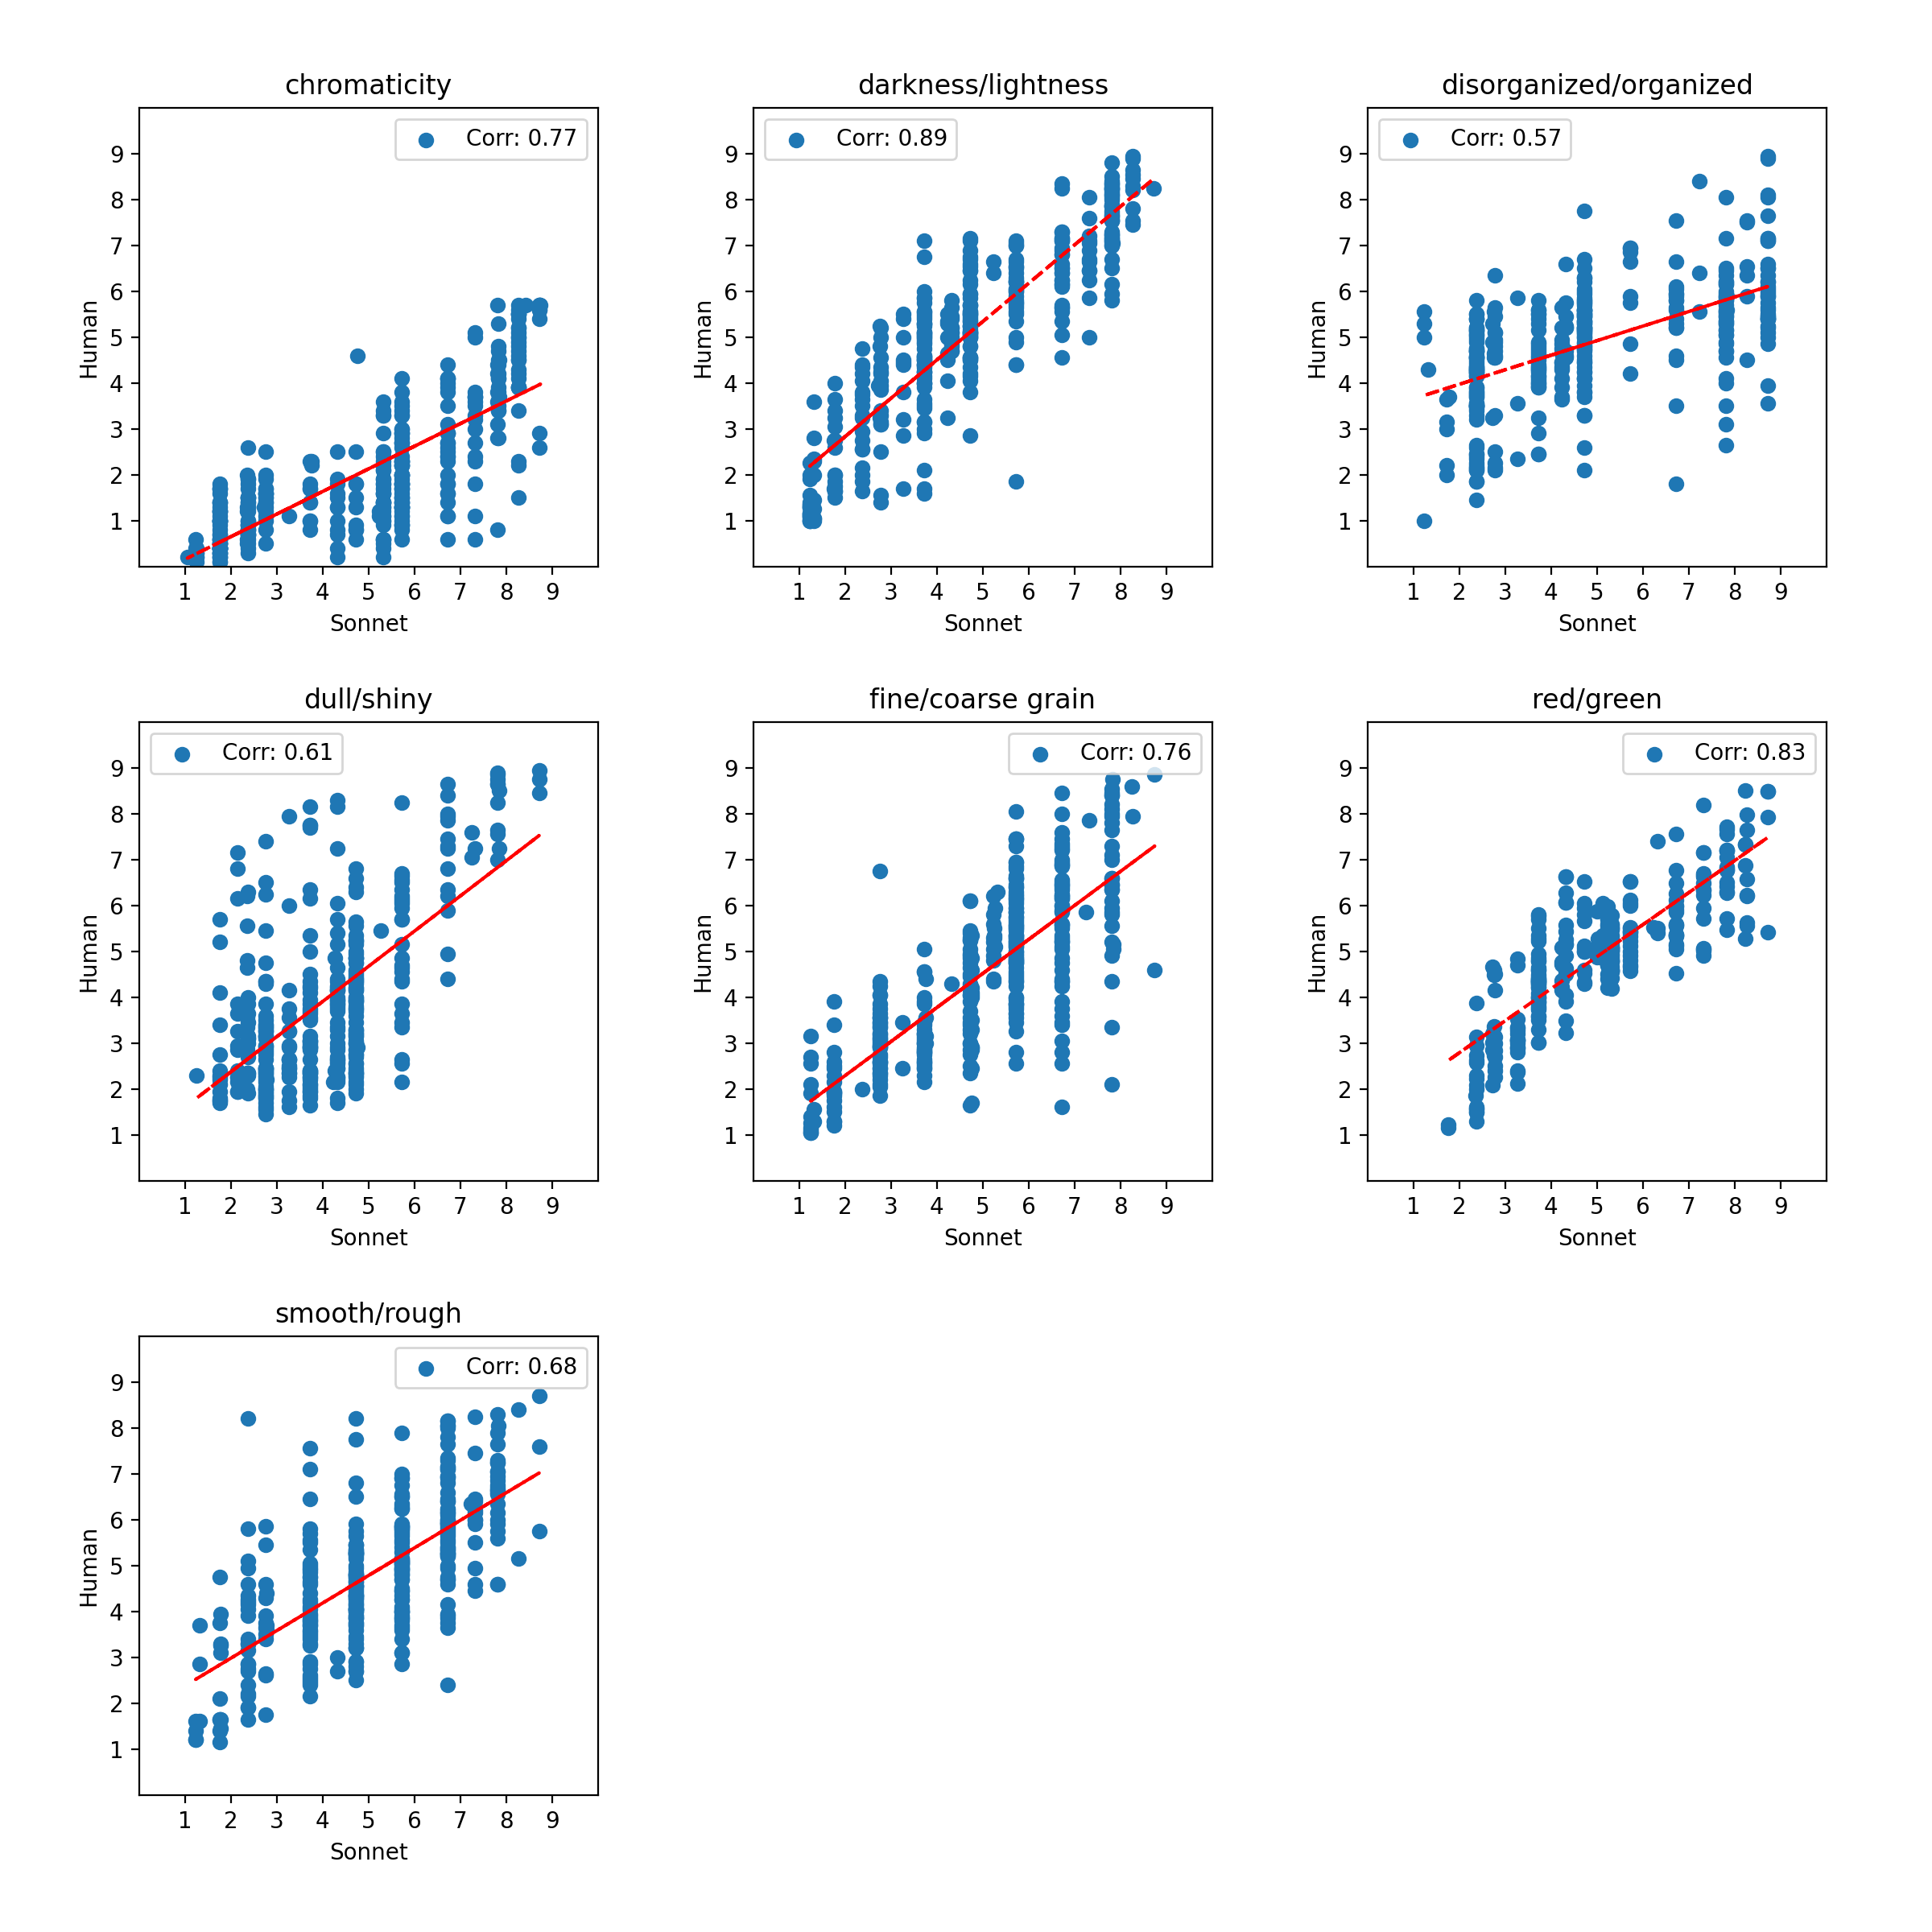 chromaticity
Corr: 0.77
Human
9
8
7
6
5
4
3
2
1
1 2 3 4 5 6 7 8 9
Sonnet
darkness/lightness
Corr: 0.89
Human
9
8
7
6
5
4
3
2
1
1 2 3 4 5 6 7 8 9
Sonnet
disorganized/organized
Corr: 0.57
Human
9
8
7
6
5
4
3
2
1
1 2 3 4 5 6 7 8 9
Sonnet
dull/shiny
Corr: 0.61
Human
9
8
7
6
5
4
3
2
1
1 2 3 4 5 6 7 8 9
Sonnet
fine/coarse grain
Corr: 0.76
Human
9
8
7
6
5
4
3
2
1
1 2 3 4 5 6 7 8 9
Sonnet
red/green
Corr: 0.83
Human
9
8
7
6
5
4
3
2
1
1 2 3 4 5 6 7 8 9
Sonnet
smooth/rough
Corr: 0.68
Human
9
8
7
6
5
4
3
2
1
1 2 3 4 5 6 7 8 9
Sonnet